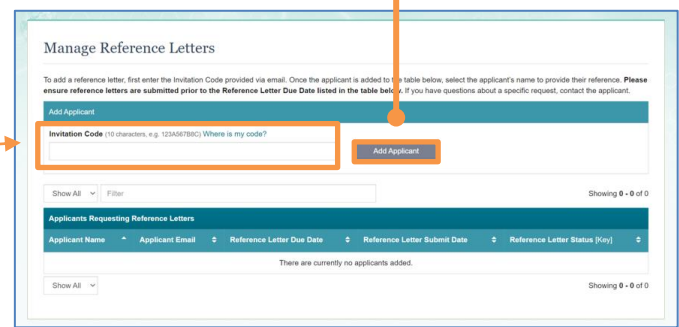 Manage Reference Letters
To add a reference letter, first enter the Invitation Code provided via email. Once the applicant is added to the table below, select the applicant's name to provide their reference. Please
ensure reference letters are submitted prior to the Reference Letter Due Date listed in the table below. If you have questions about a specific request, contact the applicant.
Add Applicant
Invitation Code (10 characters, e.g. 123A567B8C) Where is my code?
Add Applicant
Show All Filter Showing 0 - 0 of 0
Applicants Requesting Reference Letters
Applicant Name Applicant Email Reference Letter Due Date Reference Letter Submit Date Reference Letter Status [Key]
There are currently no applicants added.
Show All Showing 0 - 0 of 0